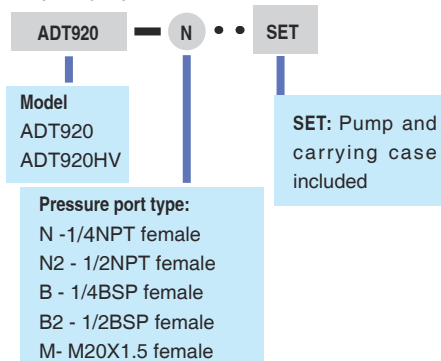 ADT920 — N • • SET
Model
ADT920
ADT920HV
SET: Pump and
carrying case
included
Pressure port type:
N -1/4NPT female
N2 - 1/2NPT female
B - 1/4BSP female
B2 - 1/2BSP female
M- M20X1.5 female